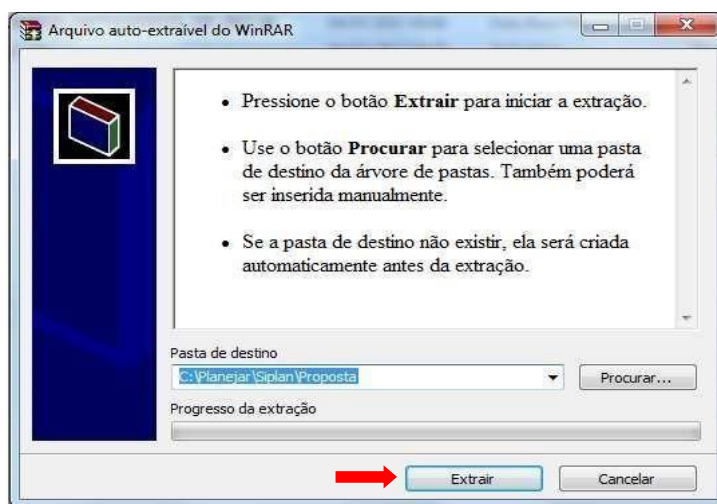 Arquivo auto-extraível do WinRAR
• Pressione o botão Extrair para iniciar a extração.
• Use o botão Procurar para selecionar uma pasta
de destino da árvore de pastas. Também poderá
ser inserida manualmente.
• Se a pasta de destino não existir, ela será criada
automaticamente antes da extração.
Pasta de destino
C:\Planejar\Siplan\Proposta
Procurar...
Progresso da extração
Extrair
Cancelar